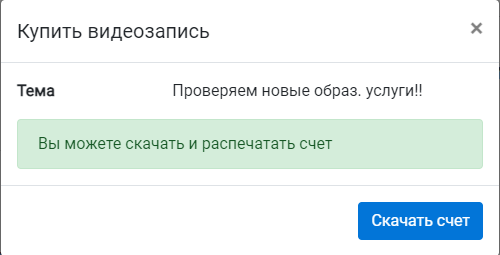 Купить видеозапись ×
Тема Проверяем новые образ. услуги!!
Вы можете скачать и распечатать счет
Скачать счет